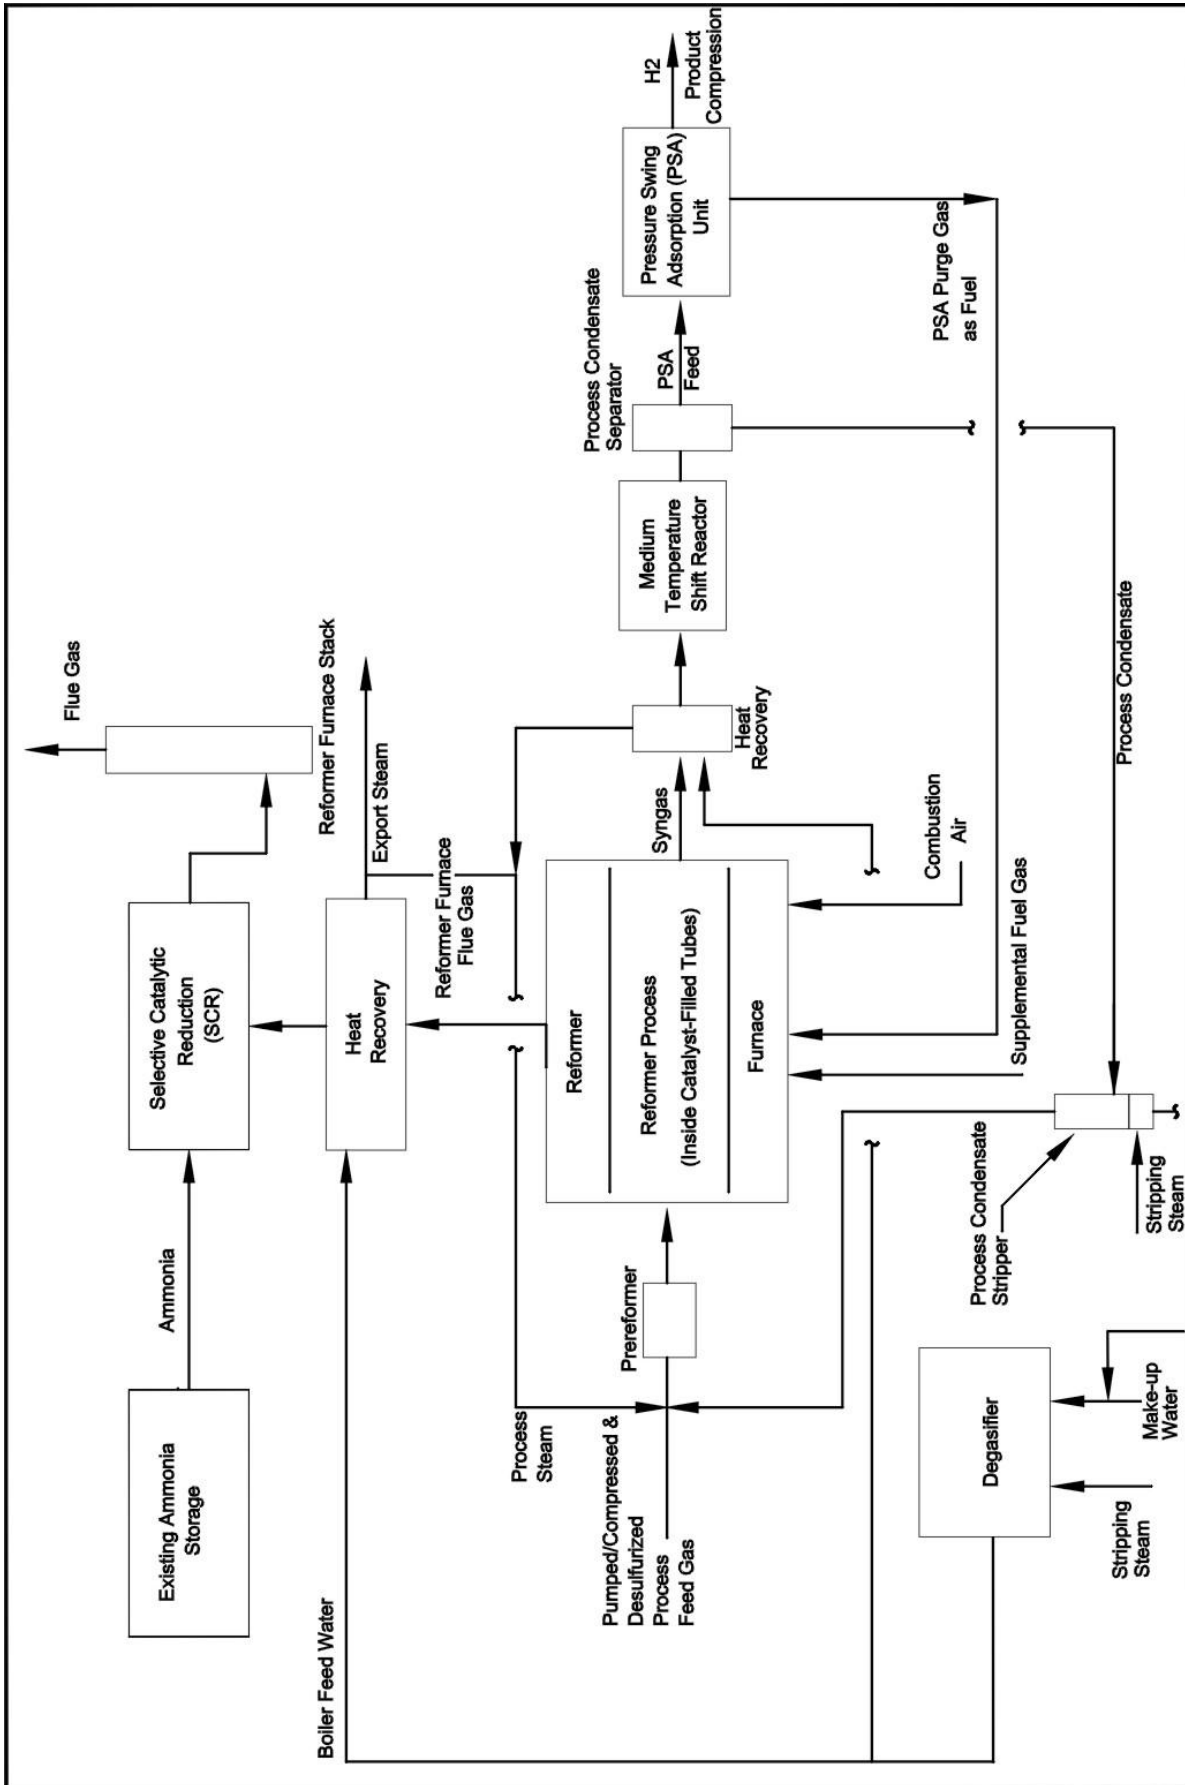 Flue Gas
Reformer Furnace Stack
Selective Catalytic
Reduction
(SCR)
Ammonia
Existing Ammonia
Storage
Export Steam
Heat
Recovery
Reformer Furnace
Flue Gas
Boiler Feed Water
H2
Product
Compression
Pressure Swing
Adsorption (PSA)
Unit
Process Condensate
Separator
PSA
Feed
Medium
Temperature
Shift Reactor
Heat
Recovery
Syngas
Reformer
Reformer Process
(Inside Catalyst-Filled Tubes)
Furnace
Prereformer
Process
Steam
Pumped/Compressed &
Desulfurized
Process
Feed Gas
PSA Purge Gas
as Fuel
Combustion
Air
Supplemental Fuel Gas
Process Condensate
Process Condensate
Stripper
Stripping
Steam
Degasifier
Make-up
Water
Stripping
Steam